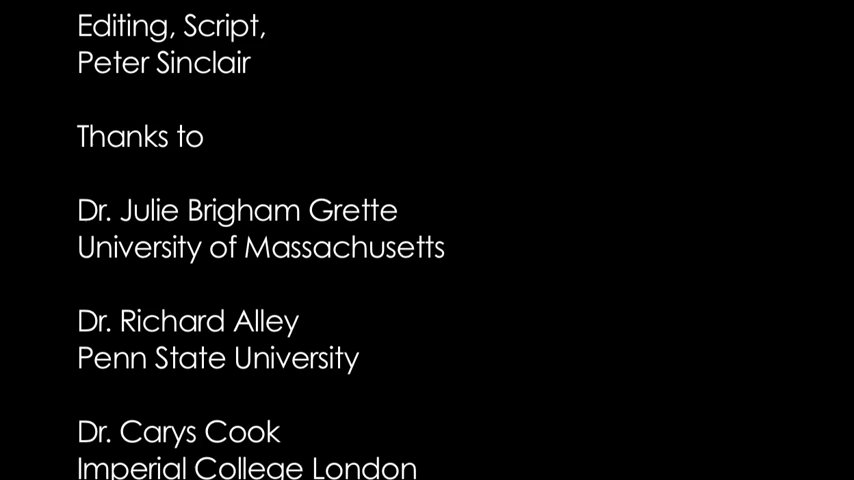 Editing, Script,
Peter Sinclair
Thanks to
Dr. Julie Brigham Grette
University of Massachusetts
Dr. Richard Alley
Penn State University
Dr. Carys Cook
Imperial College London